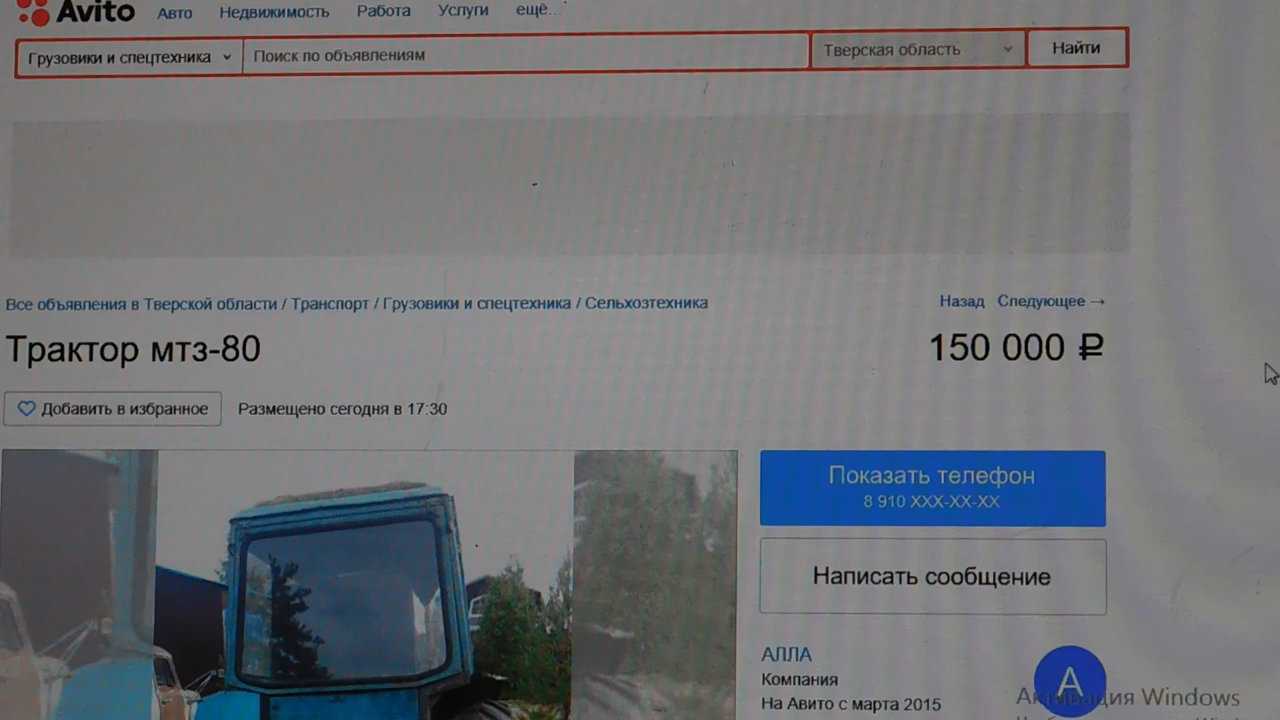 Avito Авто Недвижимость Работа Услуги ещё...
Грузовики и спецтехника Поиск по объявлениям Тверская область Найти
Все объявления в Тверской области / Транспорт / Грузовики и спецтехника / Сельхозтехника Назад Следующее →
Трактор мтз-80 150 000 ₽
Добавить в избранное Размещено сегодня в 17:30
Показать телефон
8 910 XXX-XX-XX
Написать сообщение
АЛЛА
Компания
На Авито с марта 2015
А
Активация Windows